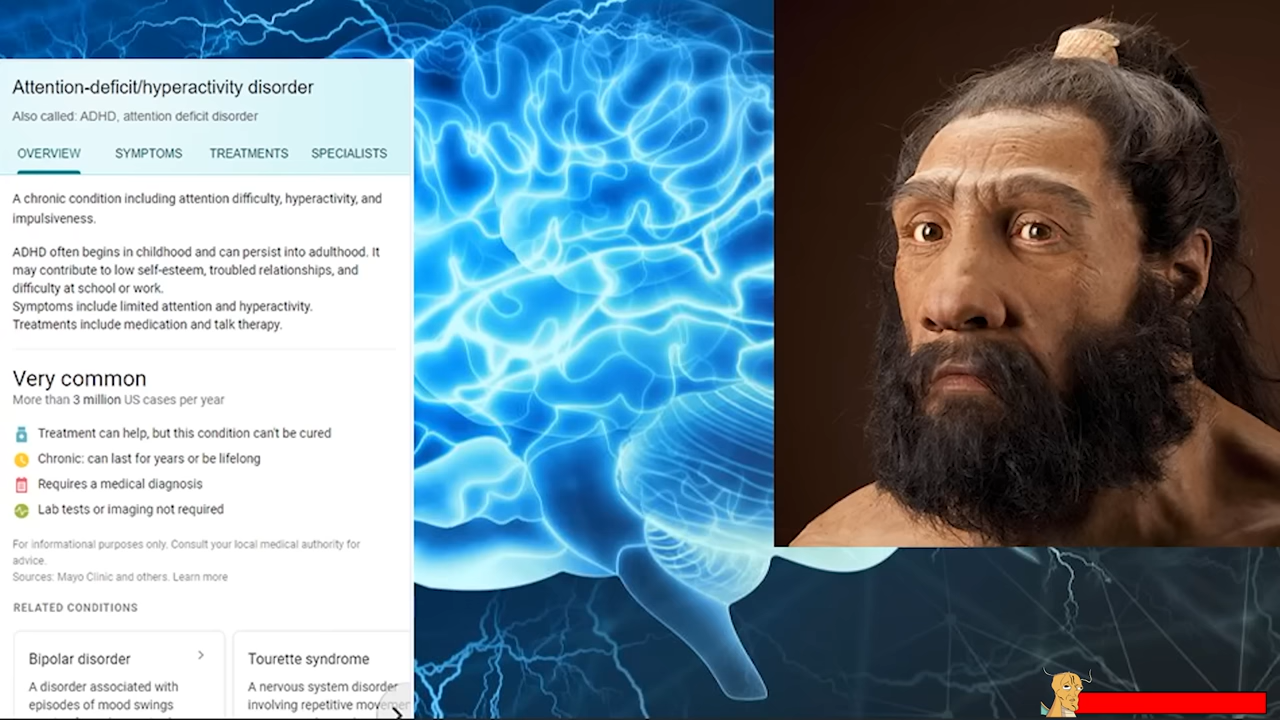 Attention-deficit/hyperactivity disorder
Also called: ADHD, attention deficit disorder
OVERVIEW SYMPTOMS TREATMENTS SPECIALISTS
A chronic condition including attention difficulty, hyperactivity, and
impulsiveness.
ADHD often begins in childhood and can persist into adulthood. It
may contribute to low self-esteem, troubled relationships, and
difficulty at school or work.
Symptoms include limited attention and hyperactivity.
Treatments include medication and talk therapy.
Very common
More than 3 million US cases per year
Treatment can help, but this condition can't be cured
Chronic: can last for years or be lifelong
Requires a medical diagnosis
Lab tests or imaging not required
For informational purposes only. Consult your local medical authority for
advice.
Sources: Mayo Clinic and others. Learn more
RELATED CONDITIONS
Bipolar disorder
A disorder associated with
episodes of mood swings
Tourette syndrome
A nervous system disorder
involving repetitive